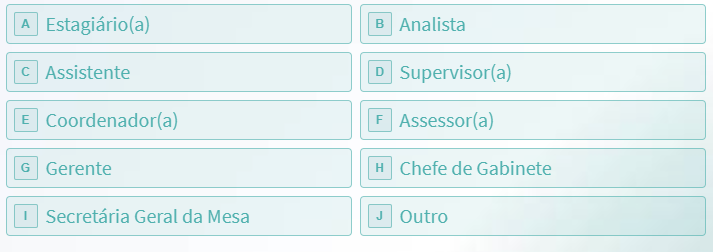 A Estagiário(a)
B Analista
C Assistente
D Supervisor(a)
E Coordenador(a)
F Assessor(a)
G Gerente
H Chefe de Gabinete
I Secretária Geral da Mesa
J Outro